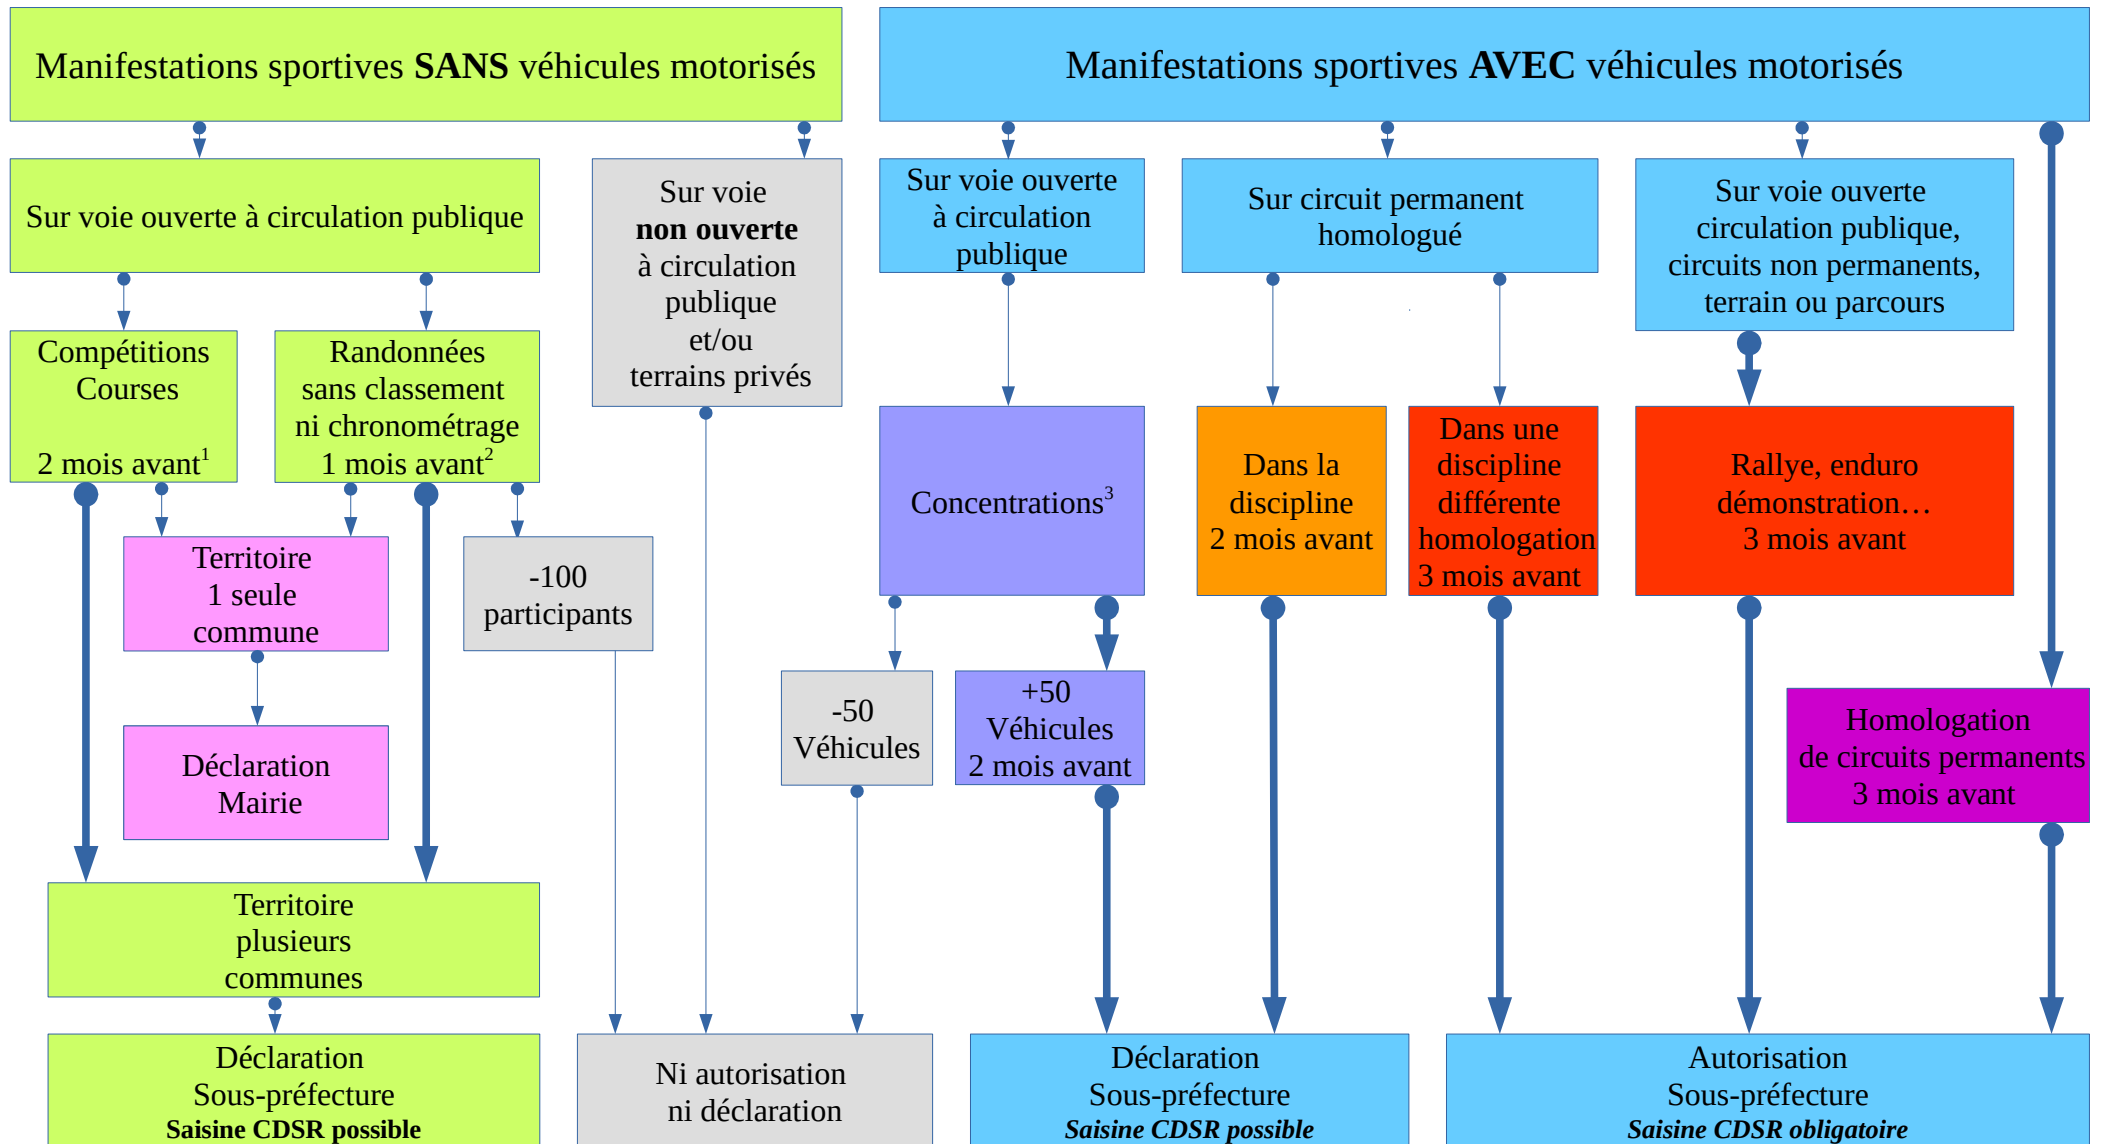 Manifestations sportives SANS véhicules motorisés
Manifestations sportives AVEC véhicules motorisés
Sur voie ouverte à circulation publique
Sur voie
non ouverte
à circulation
publique
et/ou
terrains privés
Sur voie ouverte
à circulation
publique
Sur circuit permanent
homologué
Sur voie ouverte
circulation publique,
circuits non permanents,
terrain ou parcours
Compétitions
Courses
2 mois avant1
Randonnées
sans classement
ni chronométrage
1 mois avant2
Concentrations3
Dans la
discipline
2 mois avant
Dans une
discipline
différente
homologation
3 mois avant
Rallye, enduro
démonstration…
3 mois avant
Territoire
1 seule
commune
-100
participants
-50
Véhicules
+50
Véhicules
2 mois avant
Homologation
de circuits permanents
3 mois avant
Déclaration
Mairie
Territoire
plusieurs
communes
Déclaration
Sous-préfecture
Saisine CDSR possible
Ni autorisation
ni déclaration
Déclaration
Sous-préfecture
Saisine CDSR possible
Autorisation
Sous-préfecture
Saisine CDSR obligatoire